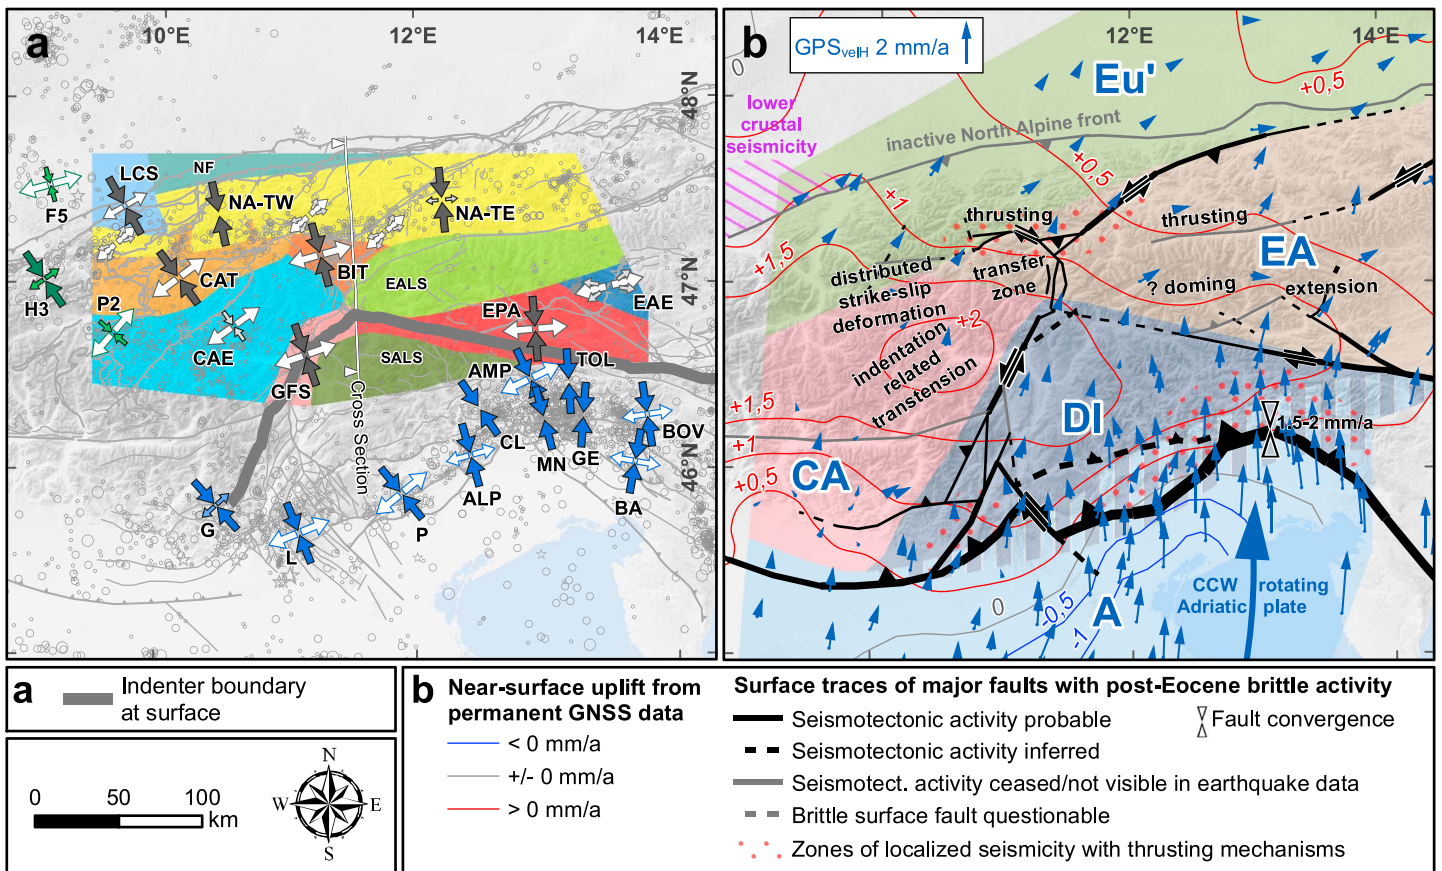 a
10°E
12°E
14°E
48°N
47°N
46°N
LCS
NF
F5
NA-TW
NA-TE
CAT
BIT
H3
P2
EALS
EAE
EPA
CAE
SALS
AMP
TOL
GFS
Cross Section
CL
MN
GE
BOV
ALP
BA
G
L
P
b
GPSvelH 2 mm/a
12°E
14°E
0
Eu'
+0,5
lower
crustal
seismicity
inactive North Alpine front
+0,5
+1
thrusting
thrusting
+1,5
EA
distributed
strike-slip
deformation
transfer
zone
? doming
extension
+2
indentation
related
transtension
+1,5
DI
1.5-2 mm/a
+1
CA
+0,5
0
-0,5
-1
A
CCW rotating
Adriatic plate
a
Indenter boundary
at surface
0 50 100
km
N
W E
S
b
Near-surface uplift from
permanent GNSS data
< 0 mm/a
+/- 0 mm/a
> 0 mm/a
Surface traces of major faults with post-Eocene brittle activity
Seismotectonic activity probable
Fault convergence
Seismotectonic activity inferred
Seismotect. activity ceased/not visible in earthquake data
Brittle surface fault questionable
Zones of localized seismicity with thrusting mechanisms